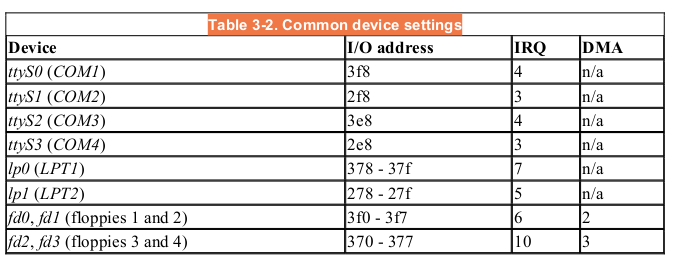 Table 3-2. Common device settings
Device I/O address IRQ DMA
ttyS0 (COM1) 3f8 4 n/a
ttyS1 (COM2) 2f8 3 n/a
ttyS2 (COM3) 3e8 4 n/a
ttyS3 (COM4) 2e8 3 n/a
lp0 (LPT1) 378 - 37f 7 n/a
lp1 (LPT2) 278 - 27f 5 n/a
fd0, fd1 (floppies 1 and 2) 3f0 - 3f7 6 2
fd2, fd3 (floppies 3 and 4) 370 - 377 10 3